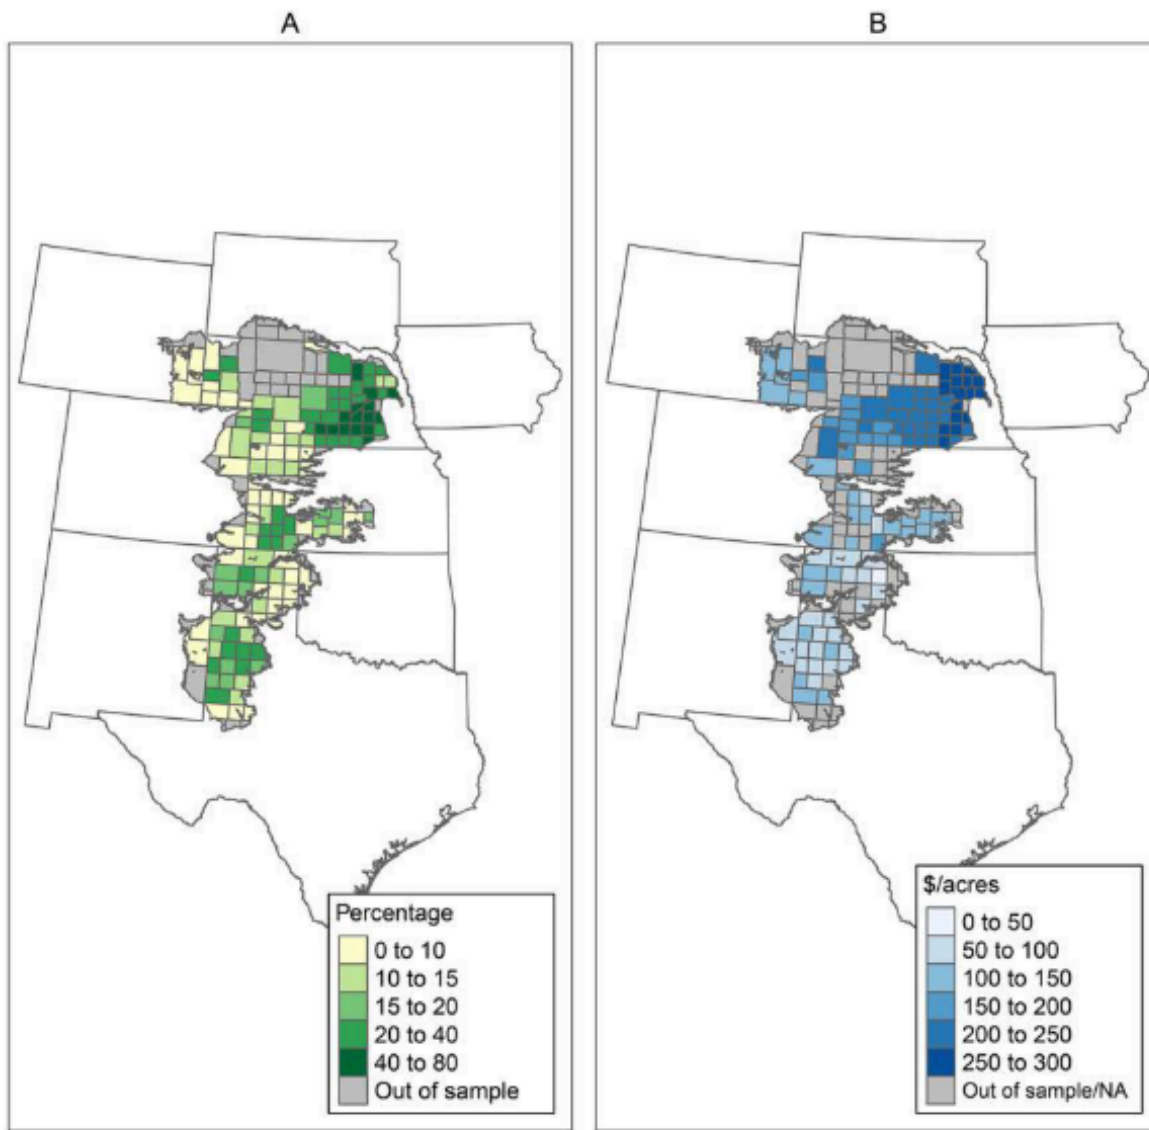 A
B
Percentage
0 to 10
10 to 15
15 to 20
20 to 40
40 to 80
Out of sample
$/acres
0 to 50
50 to 100
100 to 150
150 to 200
200 to 250
250 to 300
Out of sample/NA